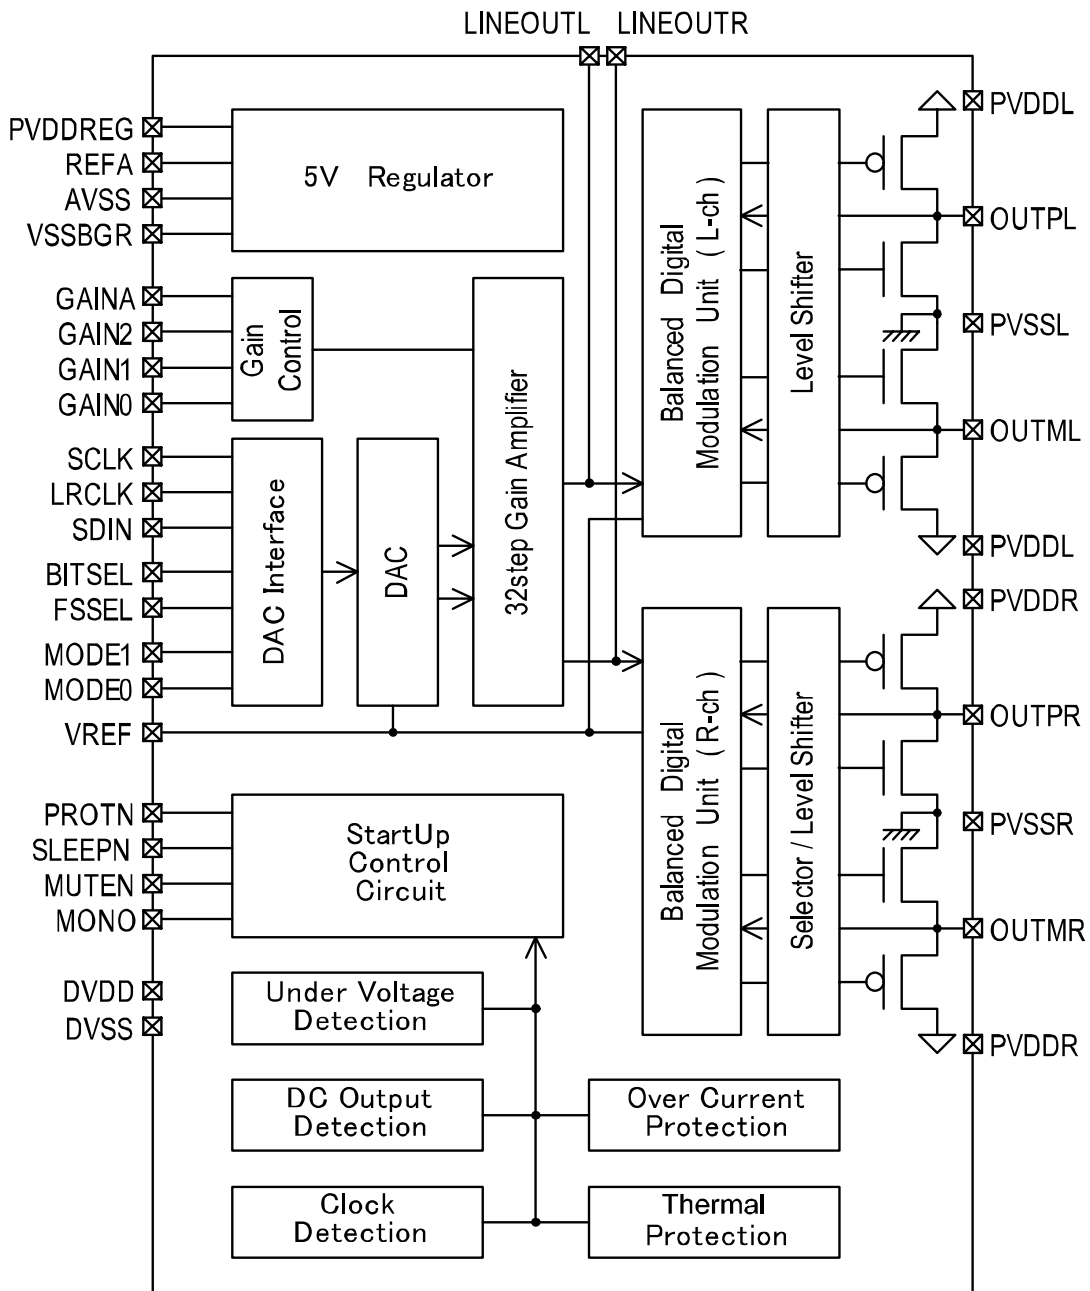 LINEOUTL LINEOUTR
PVDDREG
REFA
AVSS
VSSBGR
5V Regulator
GAINA
GAIN2
GAIN1
GAIN0
Gain
Control
SCLK
LRCLK
SDIN
BITSEL
FSSEL
MODE1
MODE0
VREF
DAC Interface
DAC
32step Gain Amplifier
Balanced Digital
Modulation Unit (L-ch)
Level Shifter
PVDDL
OUTPL
PVSSL
OUTML
PVDDL
Balanced Digital
Modulation Unit (R-ch)
Selector / Level Shifter
PVDDR
OUTPR
PVSSR
OUTMR
PVDDR
PROTN
SLEEPN
MUTEN
MONO
StartUp
Control
Circuit
DVDD
DVSS
Under Voltage
Detection
DC Output
Detection
Over Current
Protection
Clock
Detection
Thermal
Protection